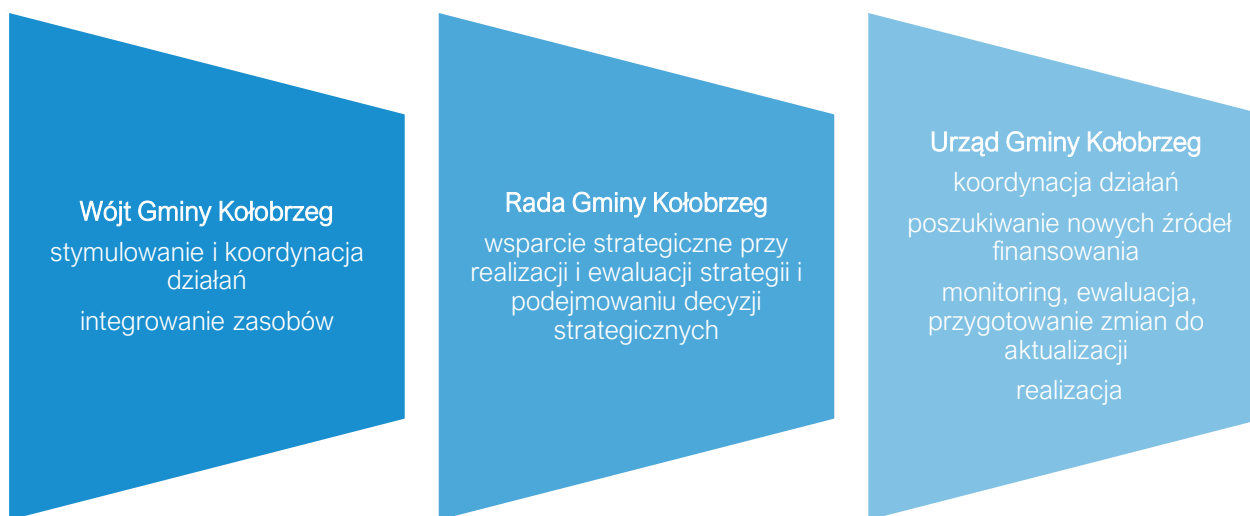 Wójt Gminy Kołobrzeg
stymulowanie i koordynacja
działań
integrowanie zasobów
Rada Gminy Kołobrzeg
wsparcie strategiczne przy
realizacji i ewaluacji strategii i
podejmowaniu decyzji
strategicznych
Urząd Gminy Kołobrzeg
koordynacja działań
poszukiwanie nowych źródeł
finansowania
monitoring, ewaluacja,
przygotowanie zmian do
aktualizacji
realizacja